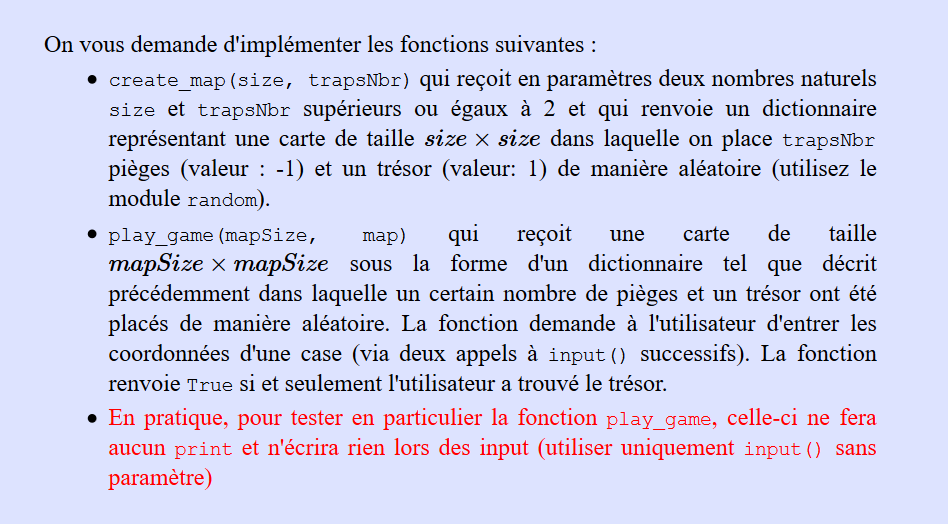 On vous demande d'implémenter les fonctions suivantes :
• create_map(size, trapsNbr) qui reçoit en paramètres deux nombres naturels
size et trapsNbr supérieurs ou égaux à 2 et qui renvoie un dictionnaire
représentant une carte de taille size × size dans laquelle on place trapsNbr
pièges (valeur : -1) et un trésor (valeur: 1) de manière aléatoire (utilisez le
module random).
• play_game(mapSize, map) qui reçoit une carte de taille
mapSize × mapSize sous la forme d'un dictionnaire tel que décrit
précédemment dans laquelle un certain nombre de pièges et un trésor ont été
placés de manière aléatoire. La fonction demande à l'utilisateur d'entrer les
coordonnées d'une case (via deux appels à input() successifs). La fonction
renvoie True si et seulement l'utilisateur a trouvé le trésor.
• En pratique, pour tester en particulier la fonction play_game, celle-ci ne fera
aucun print et n'écrira rien lors des input (utiliser uniquement input() sans
paramètre)